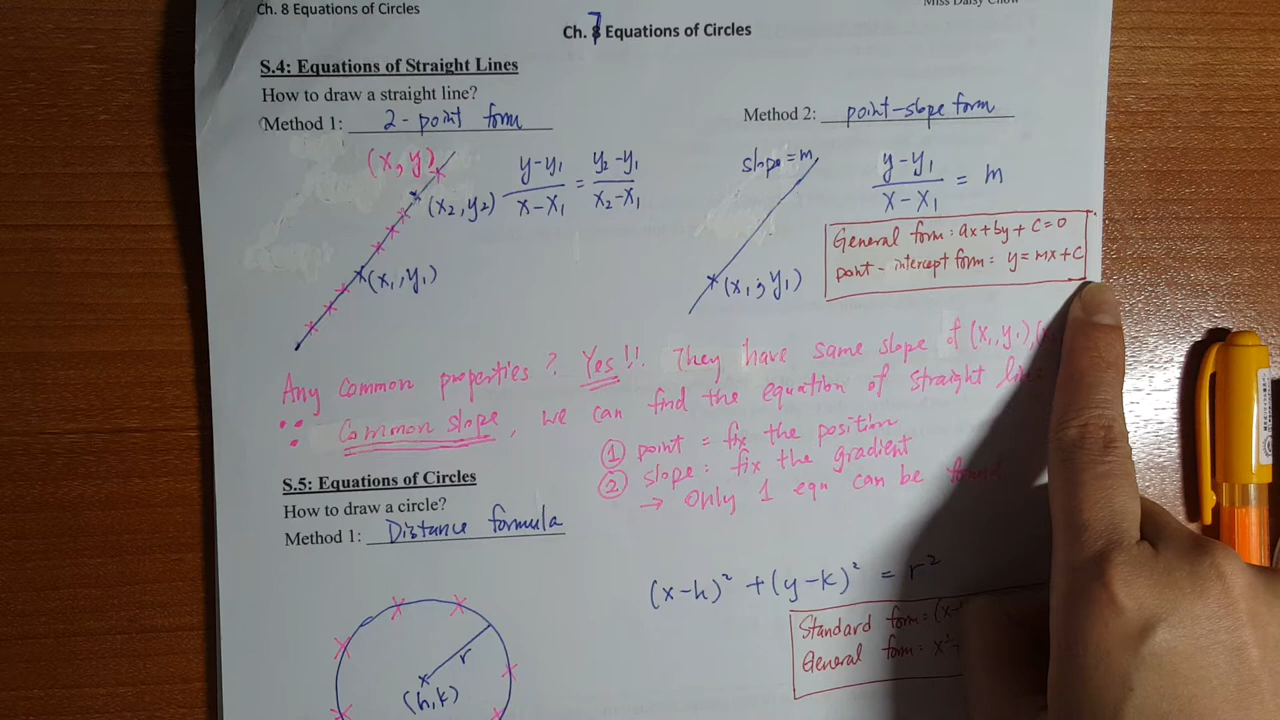 Ch. 8 Equations of Circles
Miss Daisy Chow
Ch. 7 Equations of Circles
S.4: Equations of Straight Lines
How to draw a straight line?
Method 1: 2-point form
Method 2: point-slope form
(x, y)
(x₂, y₂)
(x₁, y₁)
(y-y₁)/(x-x₁) = (y₂-y₁)/(x₂-x₁)
slope = m
(x₁, y₁)
(y-y₁)/(x-x₁) = m
General form: ax+by+c=0
point-intercept form: y=mx+c
Any common properties? Yes!! They have same slope of (x₁,y₁),
∵ Common slope, we can find the equation of straight line
① point = fix the position
② slope: fix the gradient
→ Only 1 eqn can be found
S.5: Equations of Circles
How to draw a circle?
Method 1: Distance formula
r
(h,k)
(x-h)² + (y-k)² = r²
Standard form = (x-
General form = x²